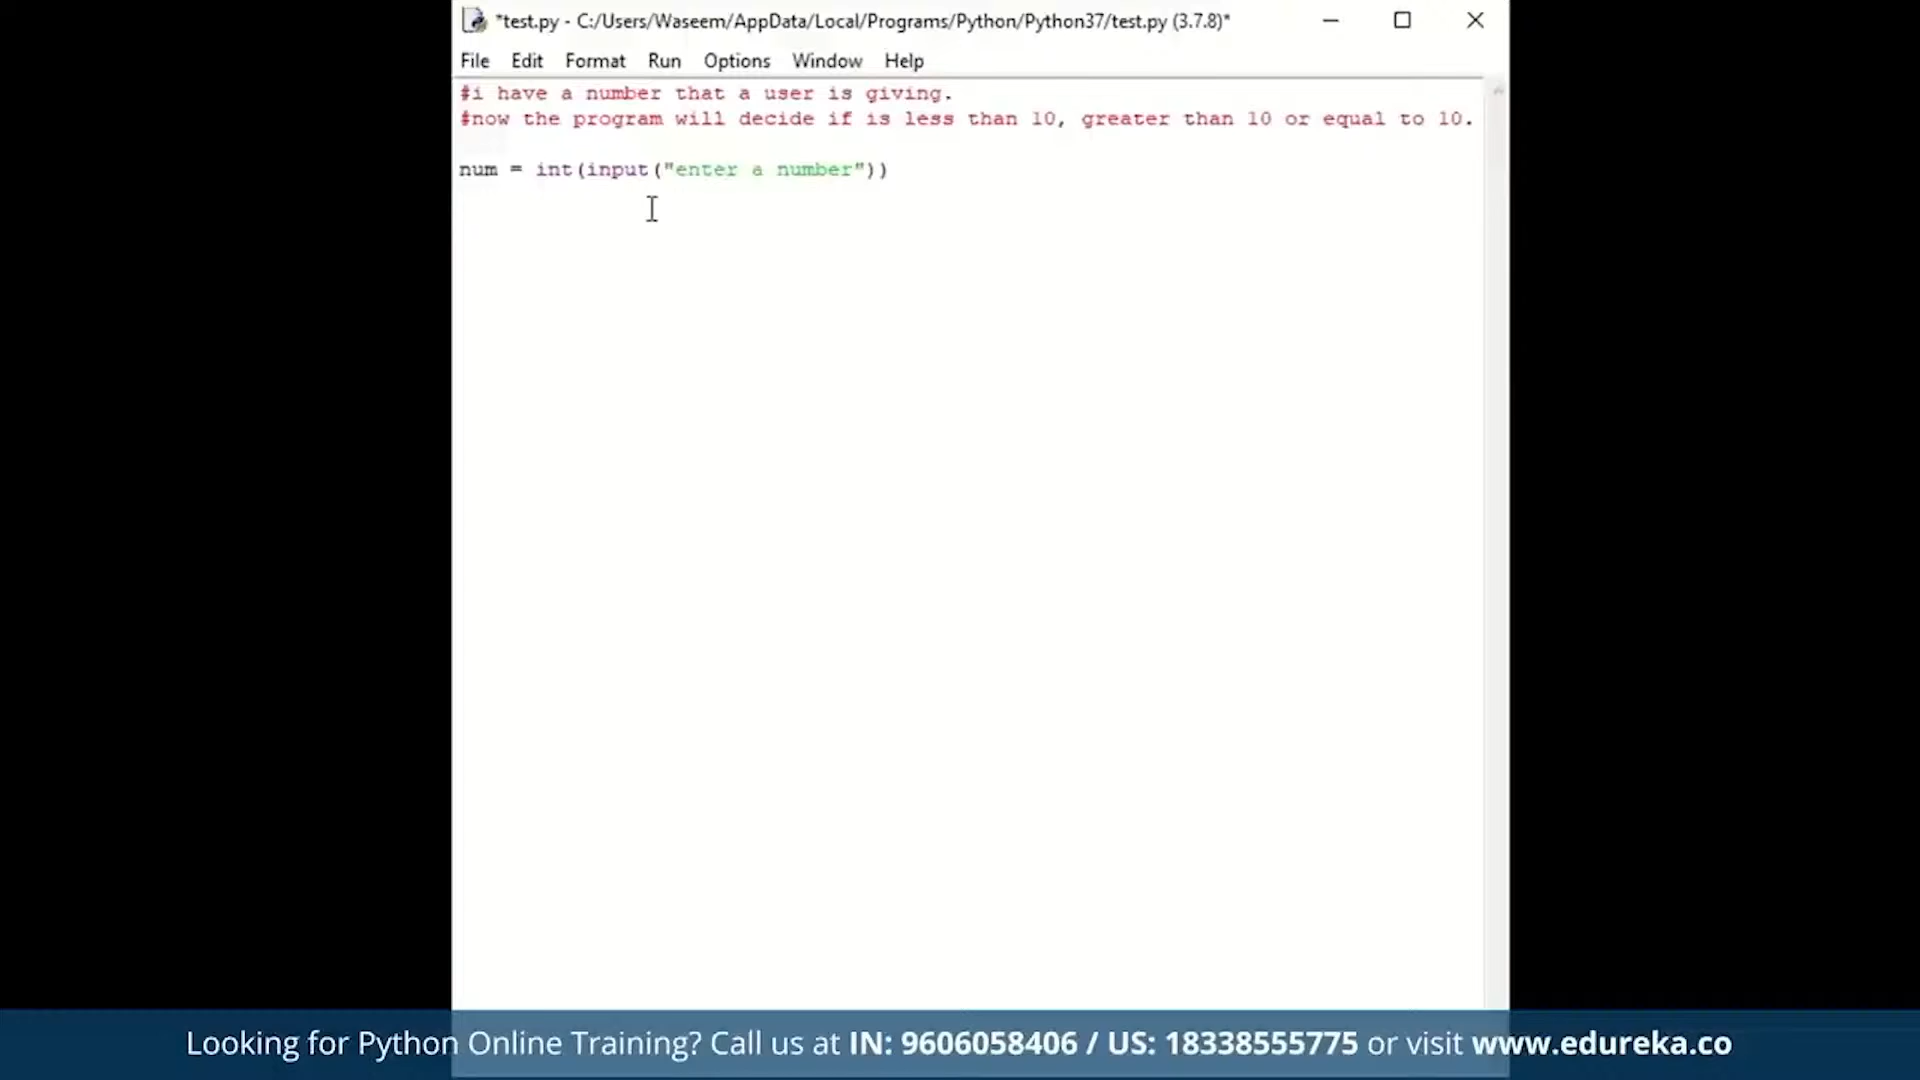 *test.py - C:/Users/Waseem/AppData/Local/Programs/Python/Python37/test.py (3.7.8)*
File Edit Format Run Options Window Help
#i have a number that a user is giving.
#now the program will decide if is less than 10, greater than 10 or equal to 10.
num = int(input("enter a number"))
Looking for Python Online Training? Call us at IN: 9606058406 / US: 18338555775 or visit www.edureka.co